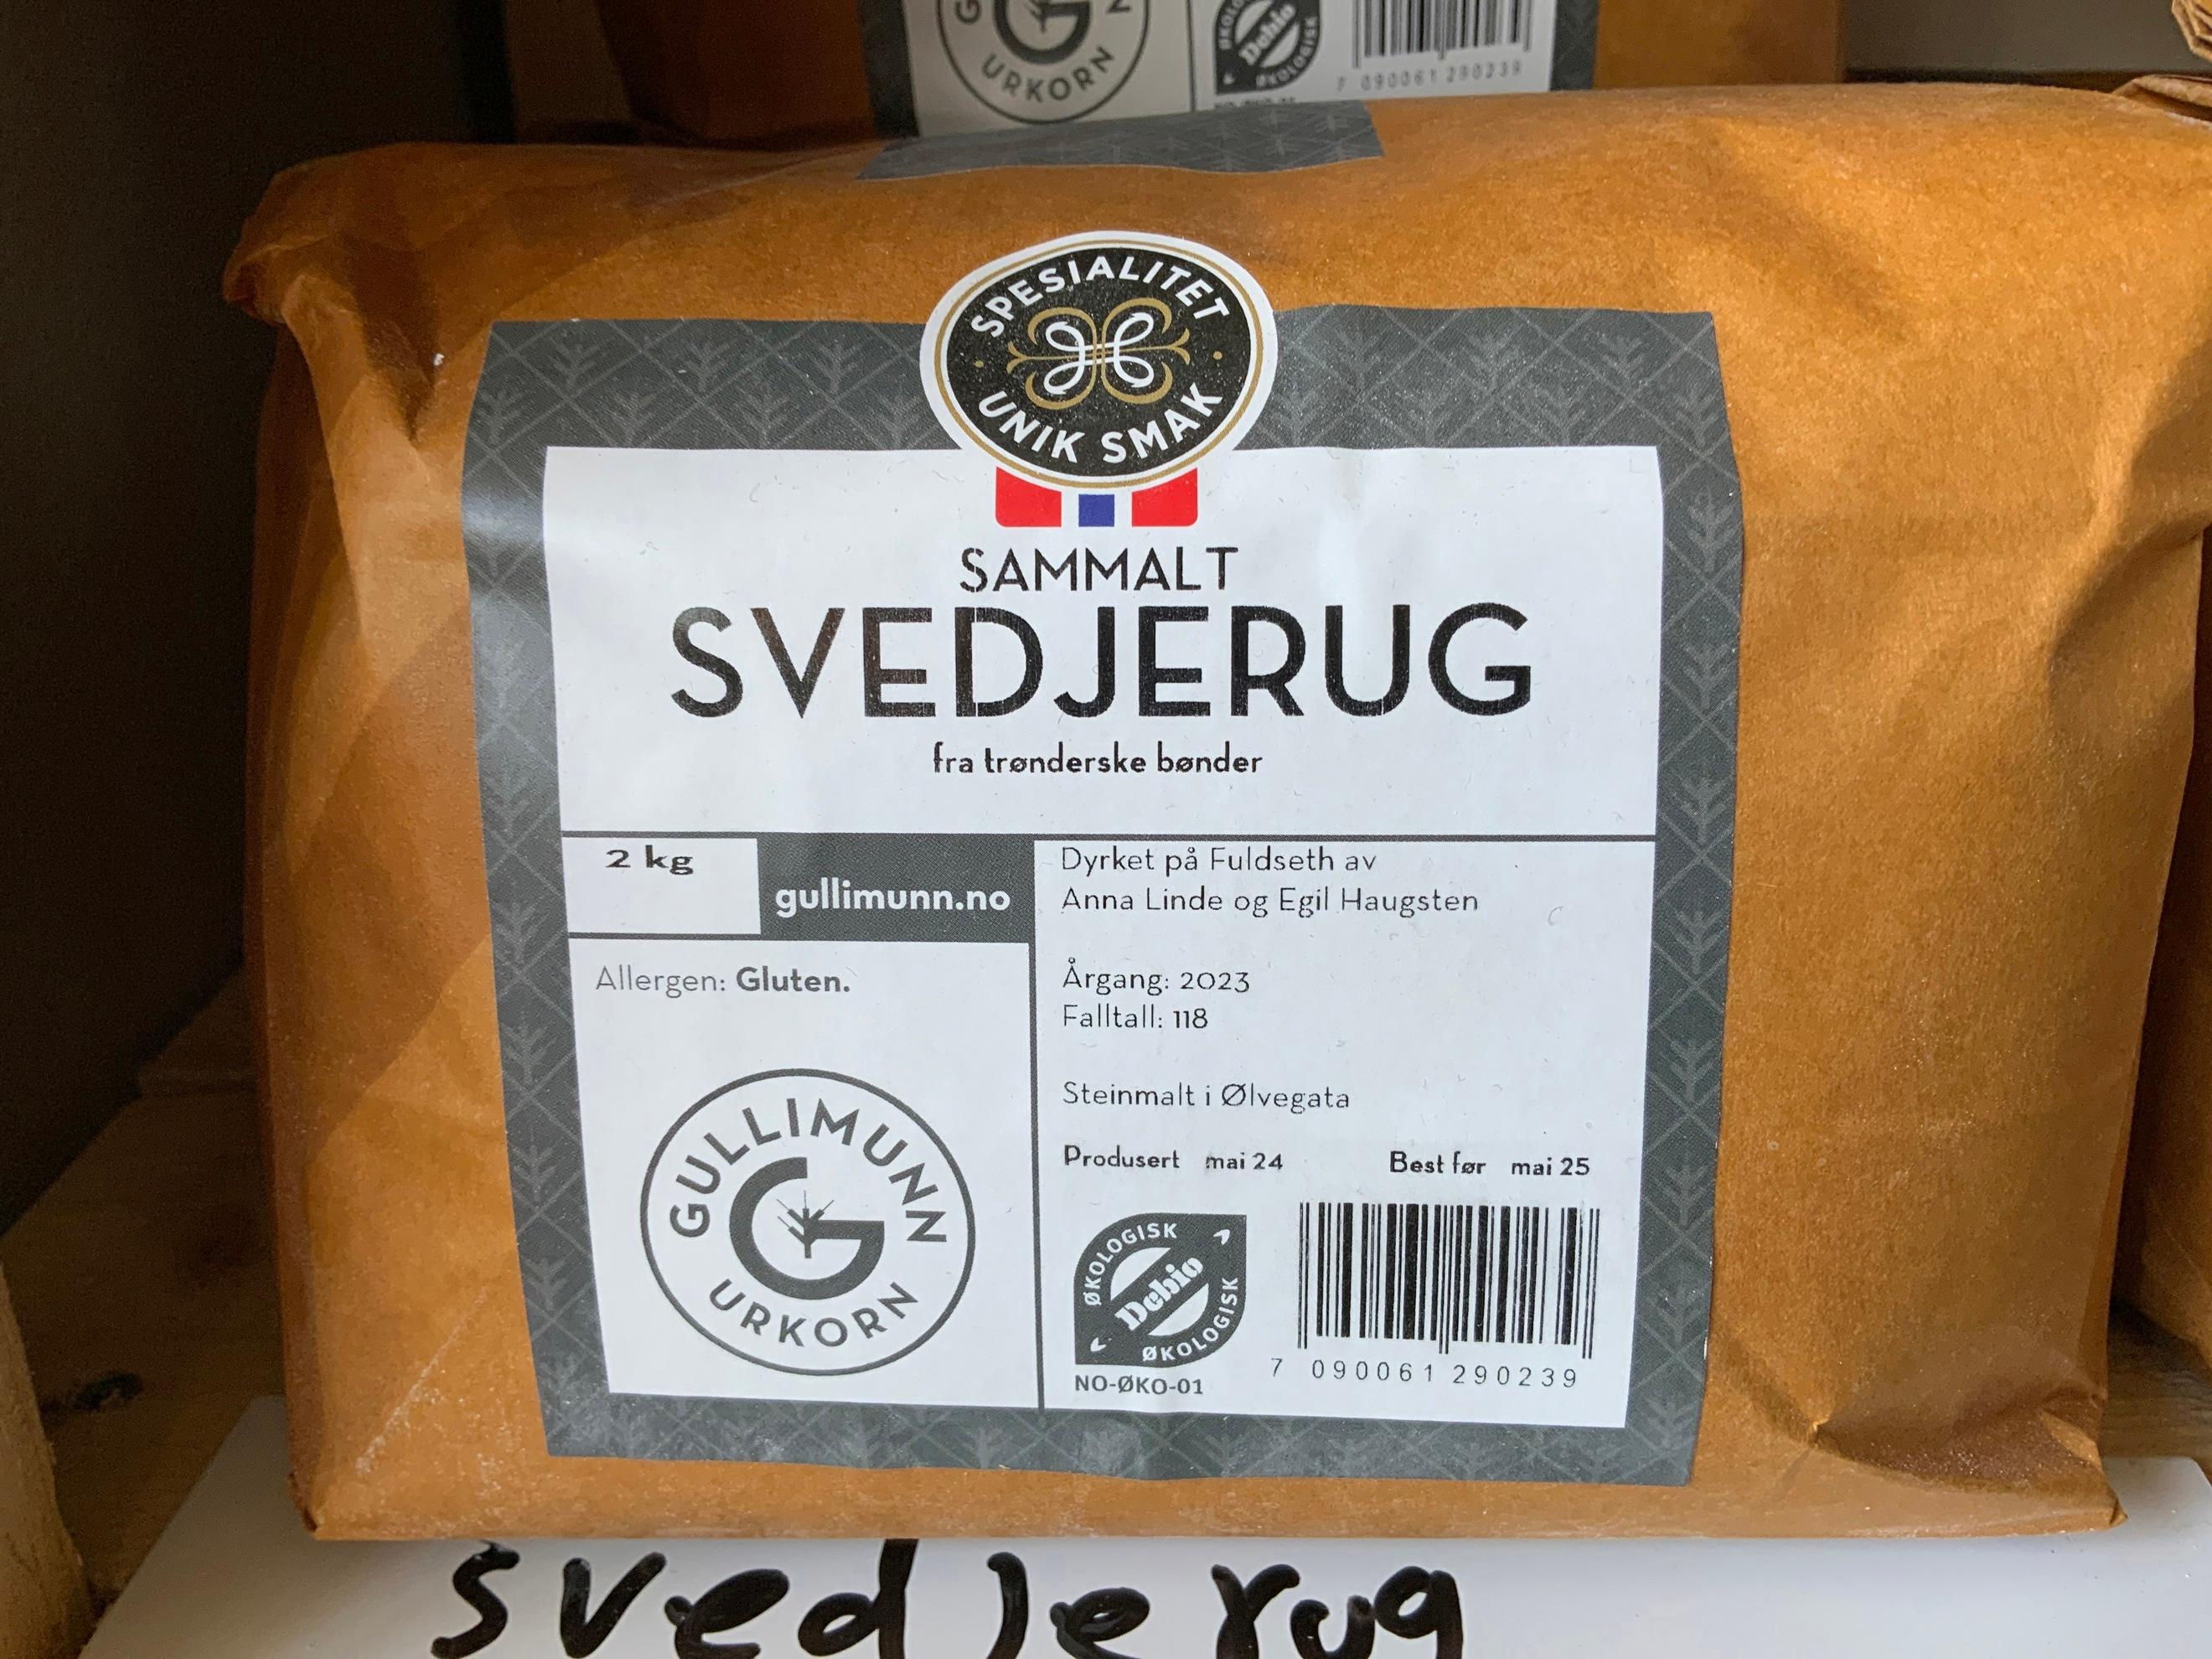 URKORN
Debio
ØKOLOGISK
7 090061 290239
SPESIALITET
UNIK SMAK
SAMMALT
SVEDJERUG
fra trønderske bønder
2 kg
gullimunn.no
Allergen: Gluten.
GULLIMUNN
G
URKORN
Dyrket på Fuldseth av
Anna Linde og Egil Haugsten
Årgang: 2023
Falltall: 118
Steinmalt i Ølvegata
Produsert mai 24 Best før mai 25
ØKOLOGISK
Debio
ØKOLOGISK
NO-ØKO-01
7 090061 290239
svedjerug